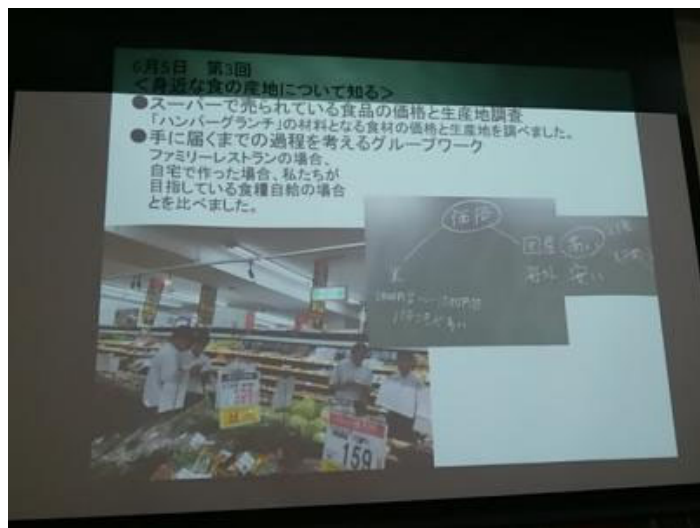 6月5日　第3回
＜身近な食の産地について知る＞
●スーパーで売られている食品の価格と生産地調査
「ハンバーグランチ」の材料となる食材の価格と生産地を調べました。
●手に届くまでの過程を考えるグループワーク
ファミリーレストランの場合、
自宅で作った場合、私たちが
目指している食糧自給の場合
とを比べました。
価格
国産 高い
安い
159